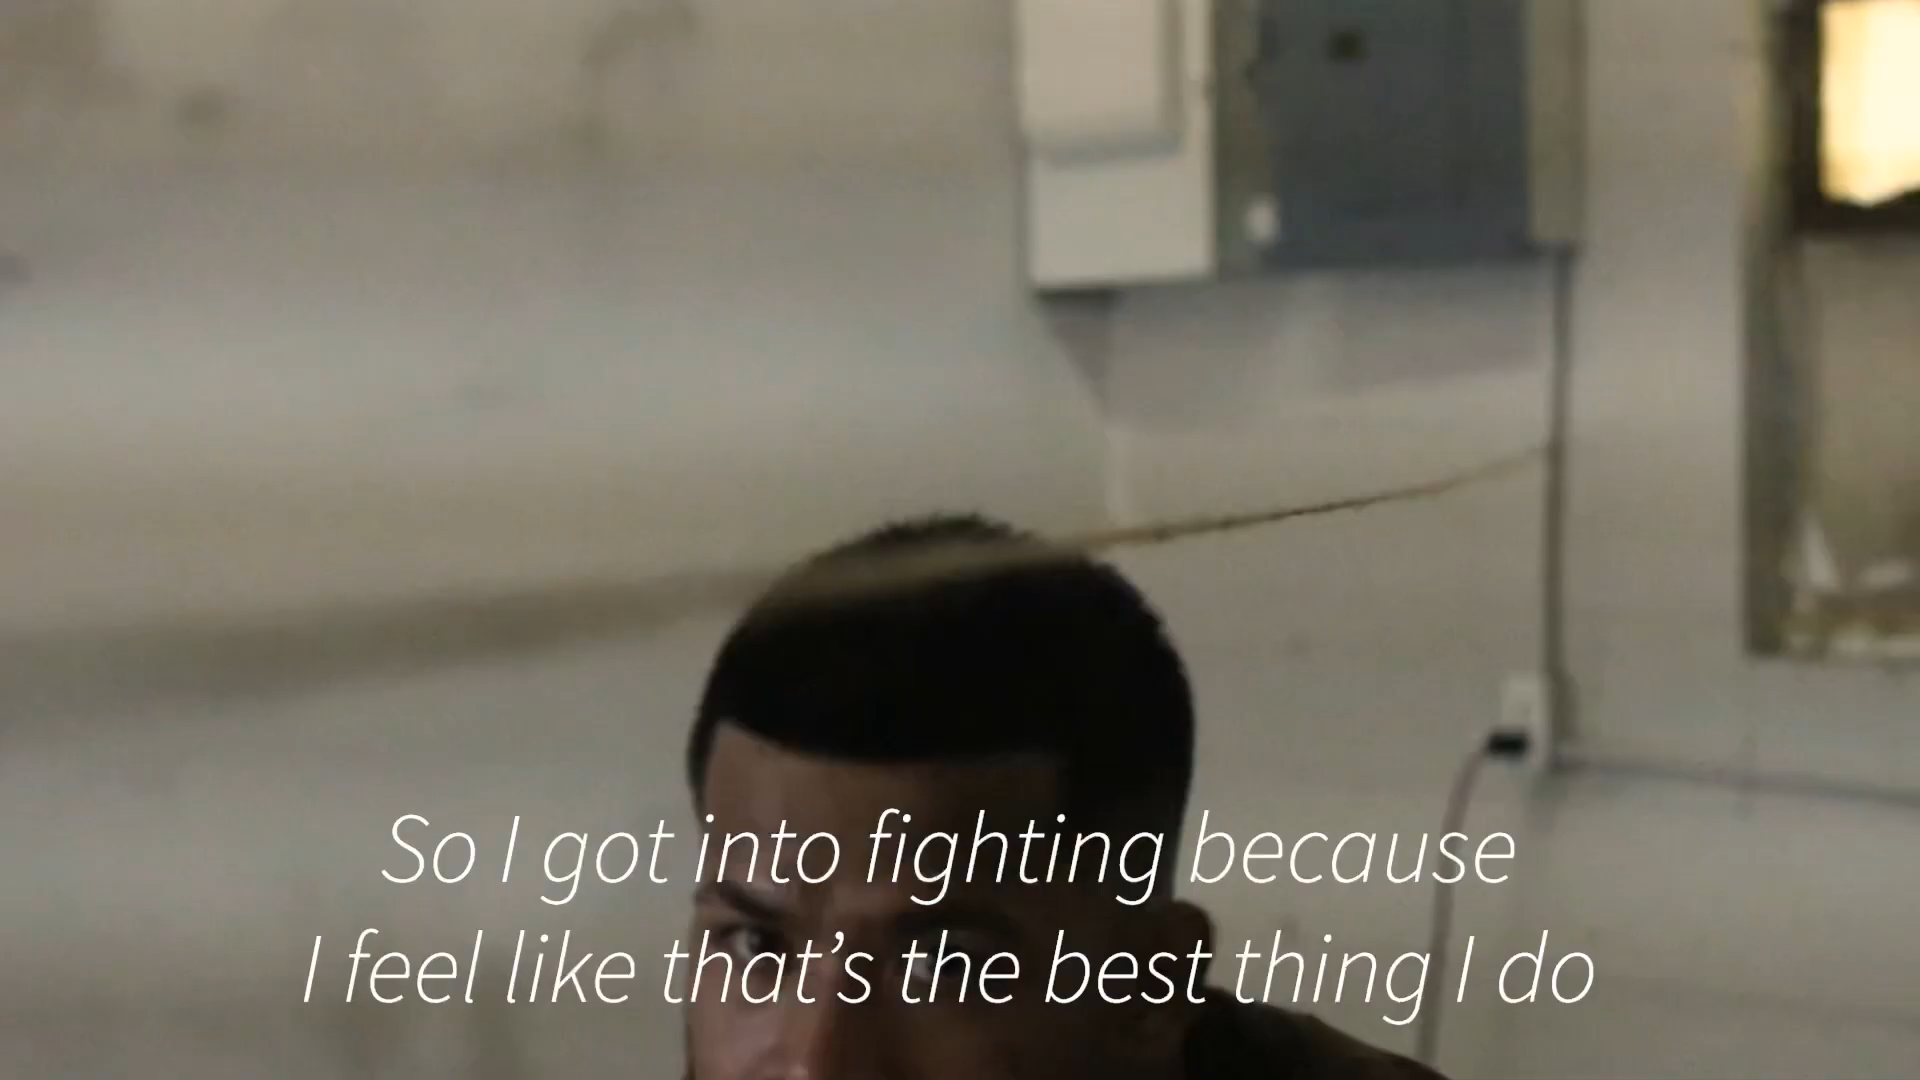 So I got into fighting because
I feel like that’s the best thing I do